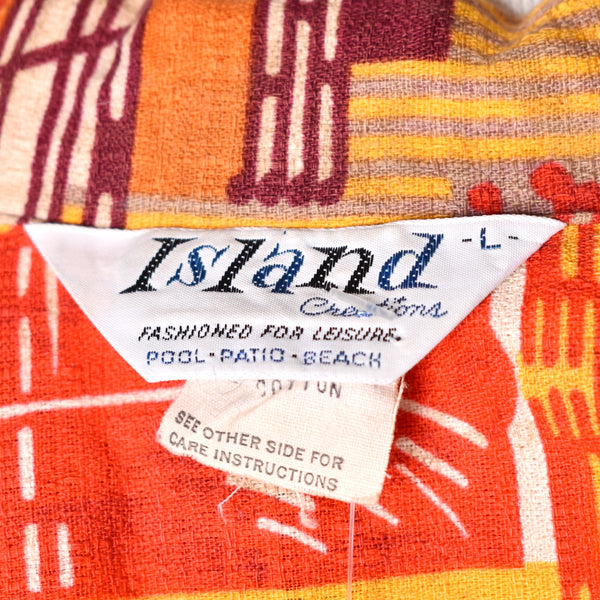 Island
-L-
Creations
FASHIONED FOR LEISURE.
POOL·PATIO·BEACH
COTTON
SEE OTHER SIDE FOR
CARE INSTRUCTIONS